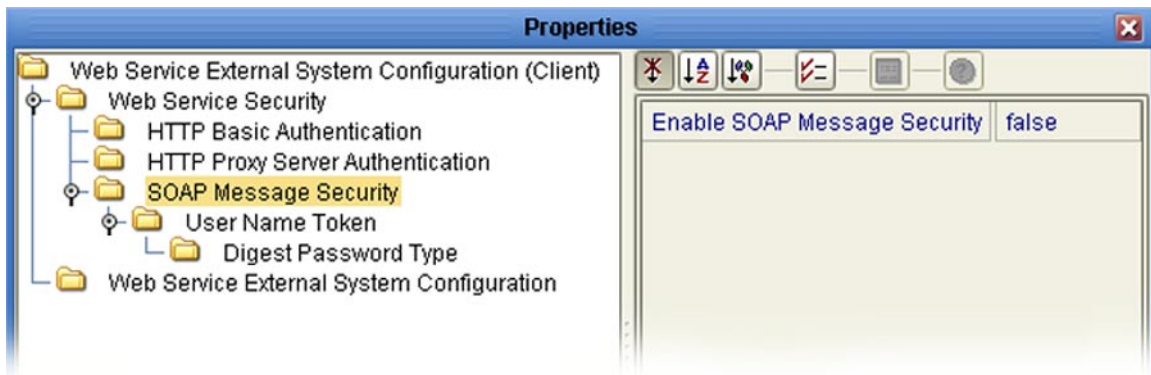 Properties
Web Service External System Configuration (Client)
Web Service Security
HTTP Basic Authentication
HTTP Proxy Server Authentication
SOAP Message Security
User Name Token
Digest Password Type
Web Service External System Configuration
Enable SOAP Message Security false